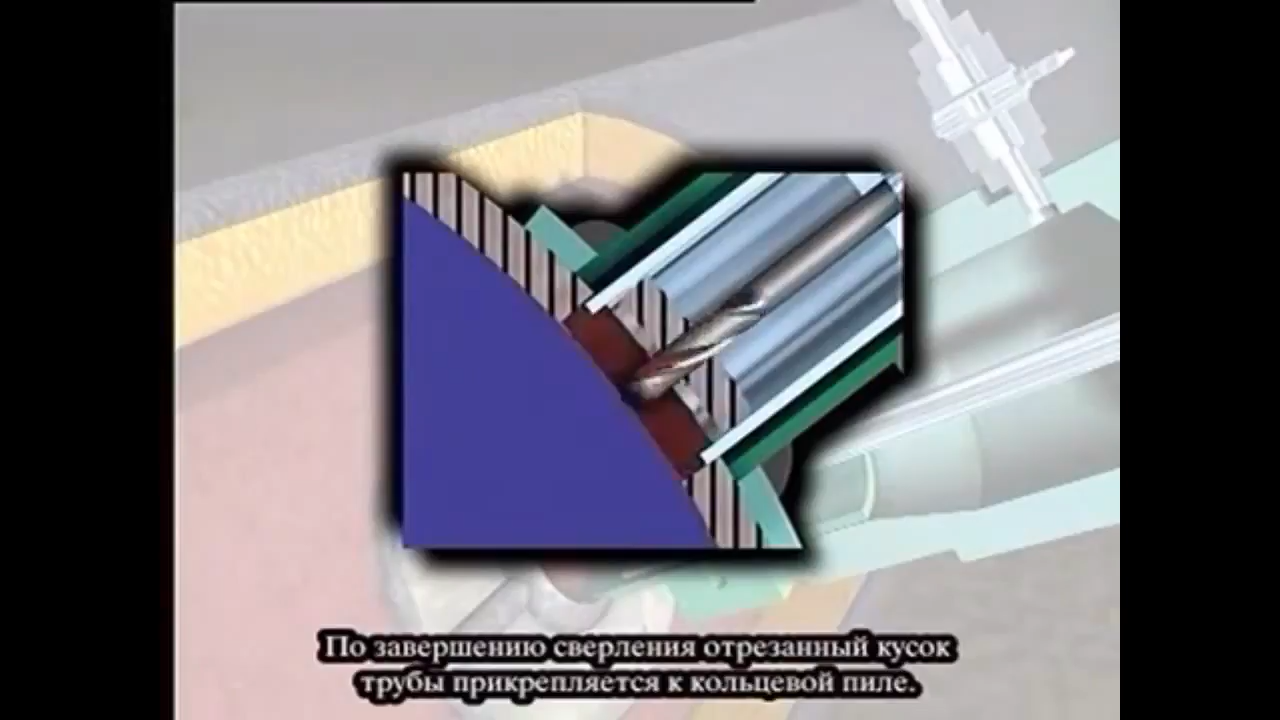 По завершению сверления отрезанный кусок
трубы прикрепляется к кольцевой пиле.